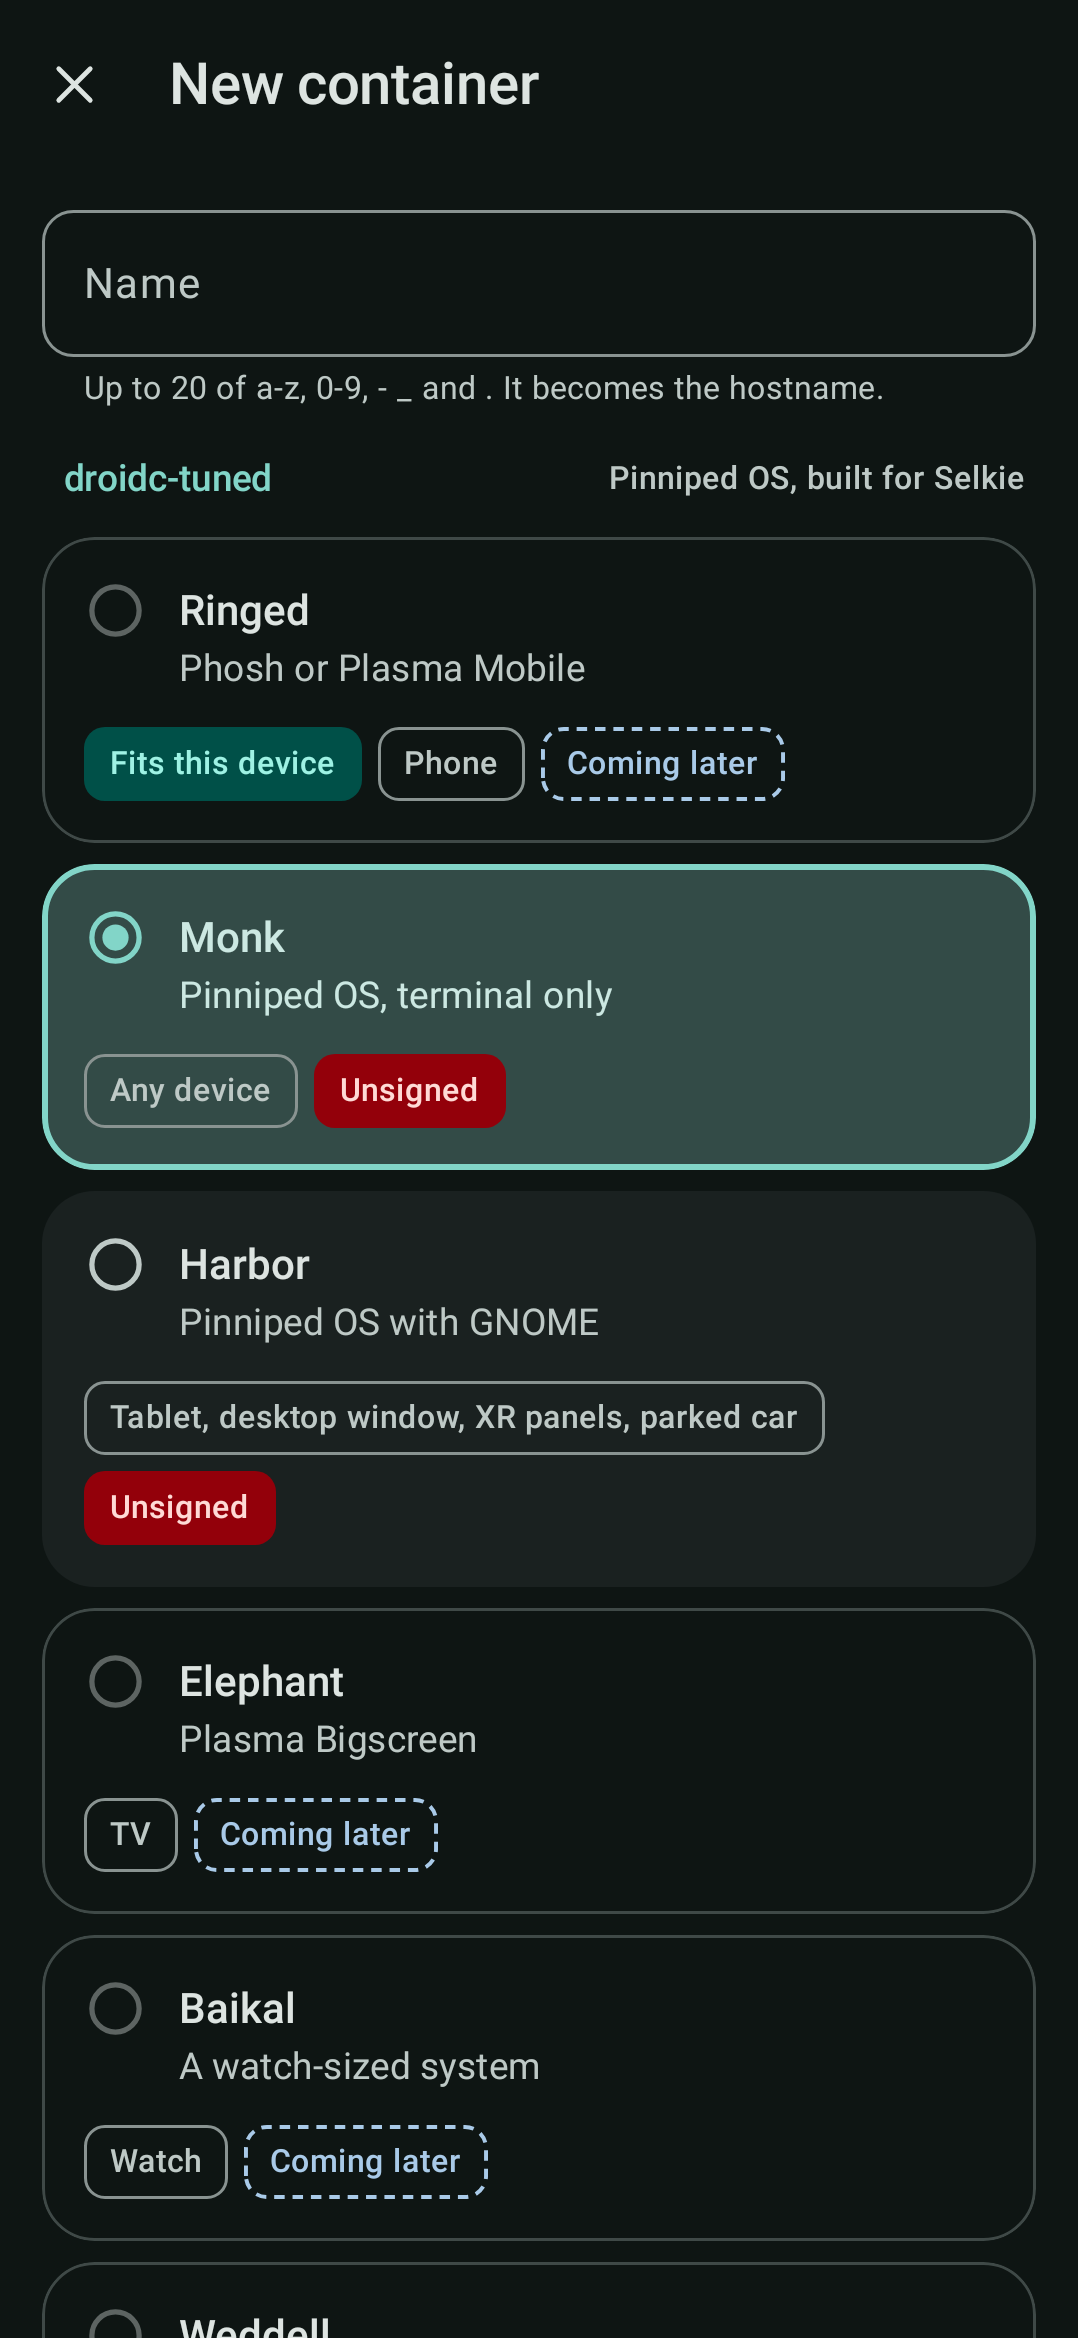 New container
Name
Up to 20 of a-z, 0-9, - _ and . It becomes the hostname.
droidc-tuned
Pinniped OS, built for Selkie
Ringed
Phosh or Plasma Mobile
Fits this device
Phone
Coming later
Monk
Pinniped OS, terminal only
Any device
Unsigned
Harbor
Pinniped OS with GNOME
Tablet, desktop window, XR panels, parked car
Unsigned
Elephant
Plasma Bigscreen
TV
Coming later
Baikal
A watch-sized system
Watch
Coming later
Weddell